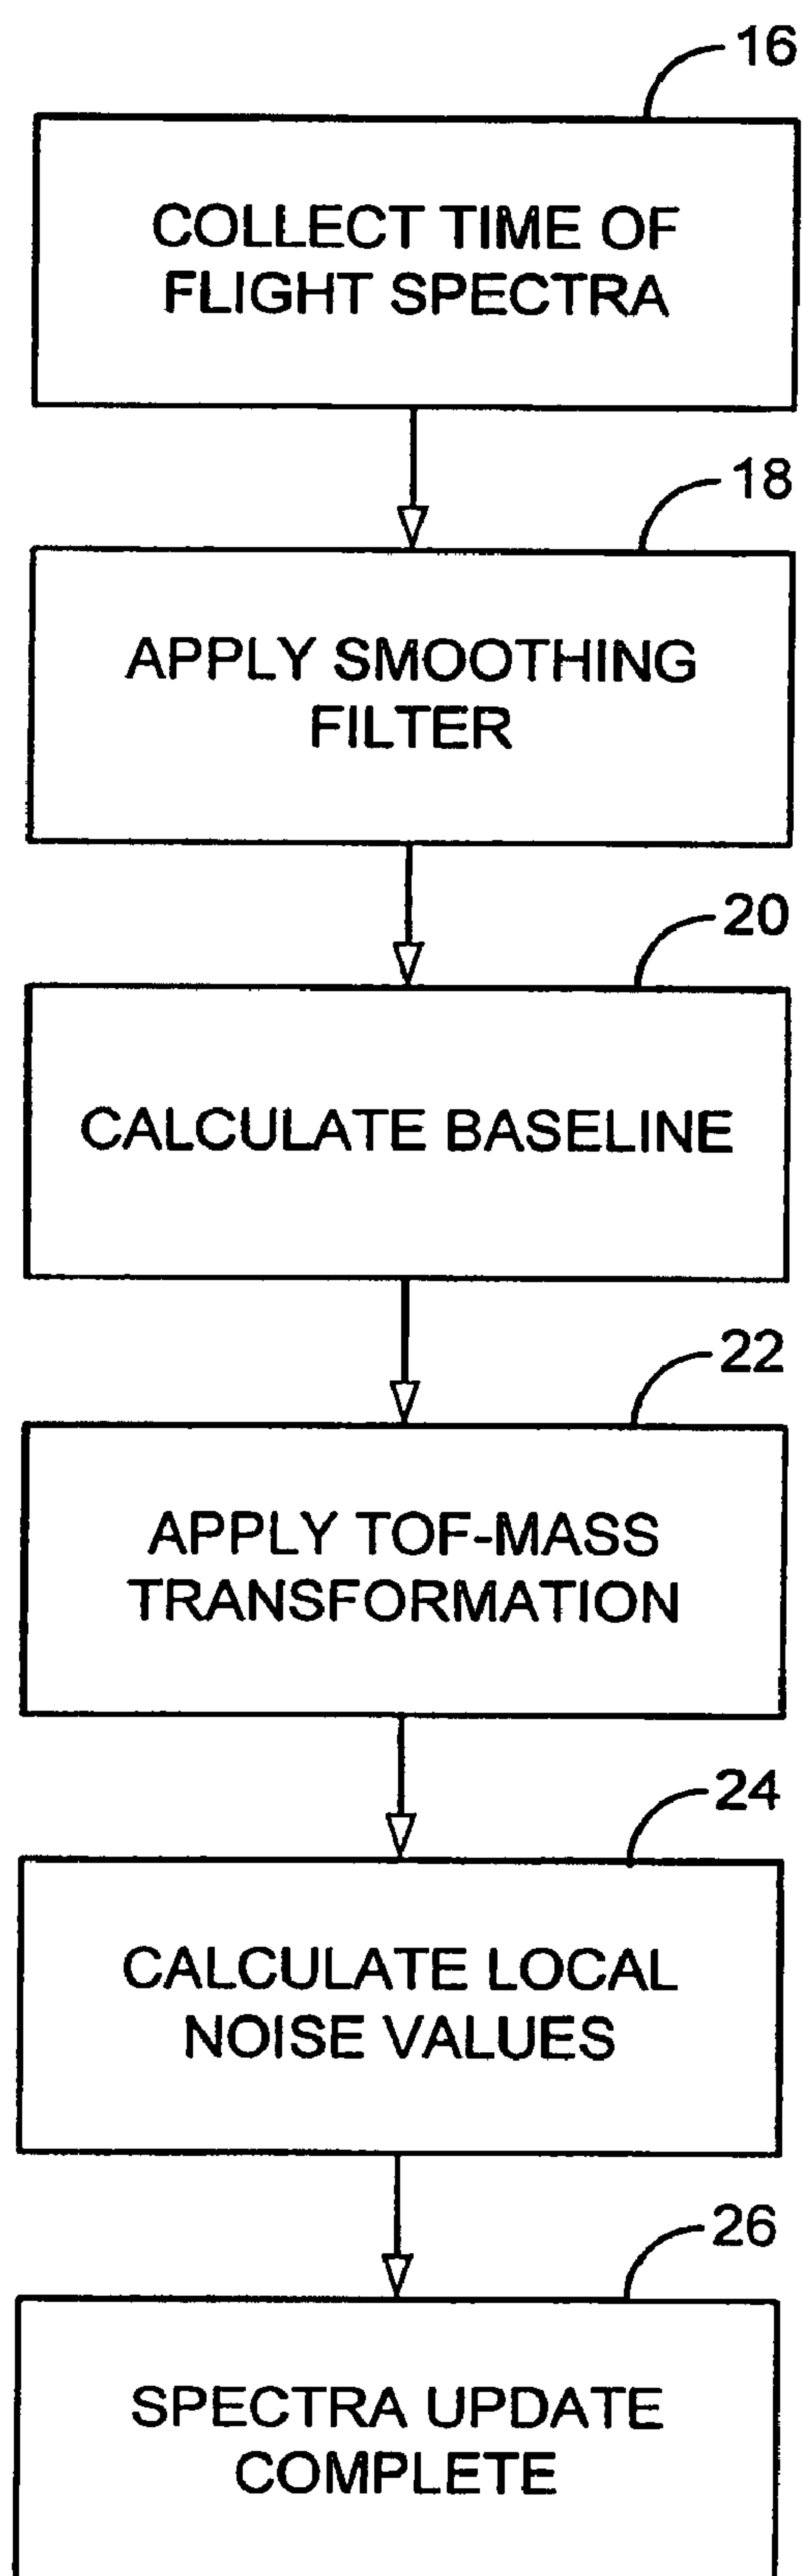 16
COLLECT TIME OF
FLIGHT SPECTRA
18
APPLY SMOOTHING
FILTER
20
CALCULATE BASELINE
22
APPLY TOF-MASS
TRANSFORMATION
24
CALCULATE LOCAL
NOISE VALUES
26
SPECTRA UPDATE
COMPLETE